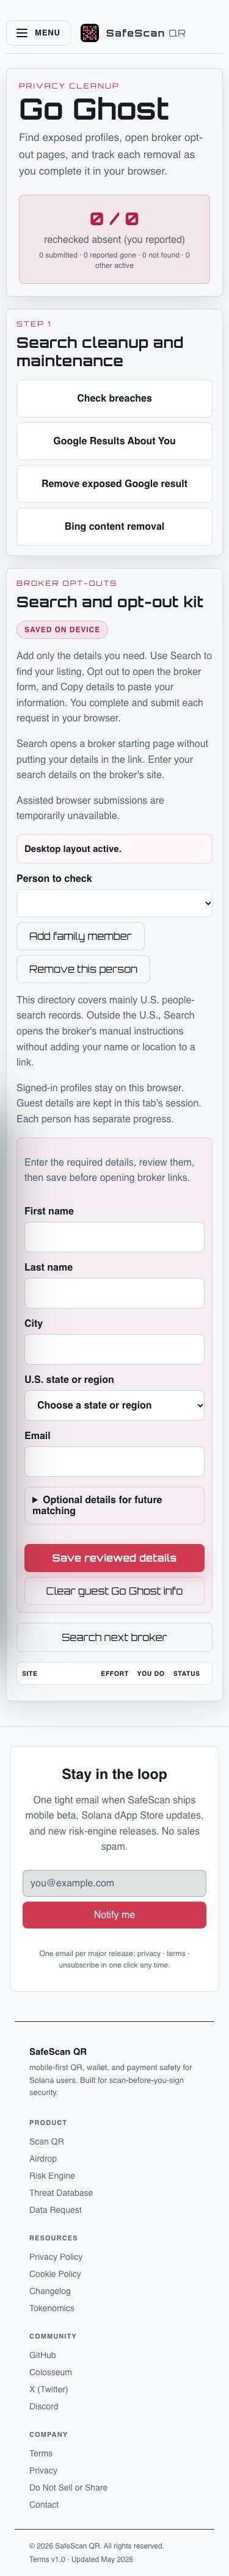 MENU
SafeScan QR
PRIVACY CLEANUP
Go Ghost
Find exposed profiles, open broker opt-
out pages, and track each removal as
you complete it in your browser.
0 / 0
rechecked absent (you reported)
0 submitted · 0 reported gone · 0 not found · 0
other active
STEP 1
Search cleanup and
maintenance
Check breaches
Google Results About You
Remove exposed Google result
Bing content removal
BROKER OPT-OUTS
Search and opt-out kit
SAVED ON DEVICE
Add only the details you need. Use Search to
find your listing, Opt out to open the broker
form, and Copy details to paste your
information. You complete and submit each
request in your browser.
Search opens a broker starting page without
putting your details in the link. Enter your
search details on the broker's site.
Assisted browser submissions are
temporarily unavailable.
Desktop layout active.
Person to check
Add family member
Remove this person
This directory covers mainly U.S. people-
search records. Outside the U.S., Search
opens the broker's manual instructions
without adding your name or location to a
link.
Signed-in profiles stay on this browser.
Guest details are kept in this tab's session.
Each person has separate progress.
Enter the required details, review them,
then save before opening broker links.
First name
Last name
City
U.S. state or region
Choose a state or region
Email
Optional details for future
matching
Save reviewed details
Clear guest Go Ghost info
Search next broker
SITE EFFORT YOU DO STATUS
Stay in the loop
One tight email when SafeScan ships
mobile beta, Solana dApp Store updates,
and new risk-engine releases. No sales
spam.
you@example.com
Notify me
One email per major release; privacy · terms ·
unsubscribe in one click any time.
SafeScan QR
mobile-first QR, wallet, and payment safety for
Solana users. Built for scan-before-you-sign
security.
PRODUCT
Scan QR
Airdrop
Risk Engine
Threat Database
Data Request
RESOURCES
Privacy Policy
Cookie Policy
Changelog
Tokenomics
COMMUNITY
GitHub
Colosseum
X (Twitter)
Discord
COMPANY
Terms
Privacy
Do Not Sell or Share
Contact
© 2026 SafeScan QR. All rights reserved.
Terms v1.0 · Updated May 2026